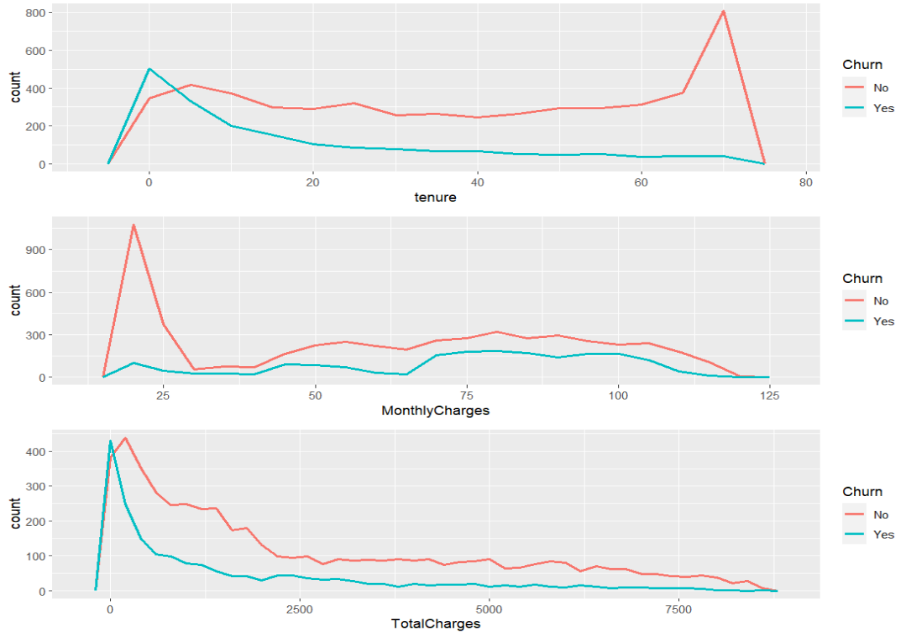 800
600
400
200
0
count
0 20 40 60 80
tenure
Churn
No
Yes
900
600
300
0
count
25 50 75 100 125
MonthlyCharges
Churn
No
Yes
400
300
200
100
0
count
0 2500 5000 7500
TotalCharges
Churn
No
Yes